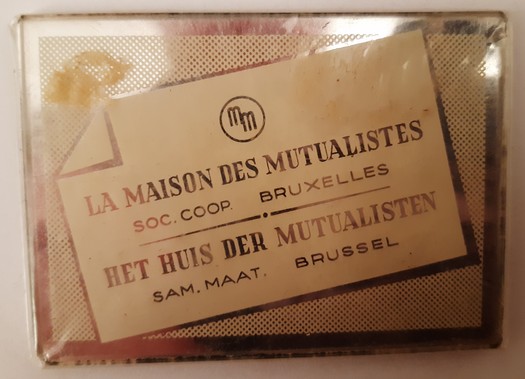 MM
LA MAISON DES MUTUALISTES
SOC. COOP. BRUXELLES
HET HUIS DER MUTUALISTEN
SAM. MAAT. BRUSSEL